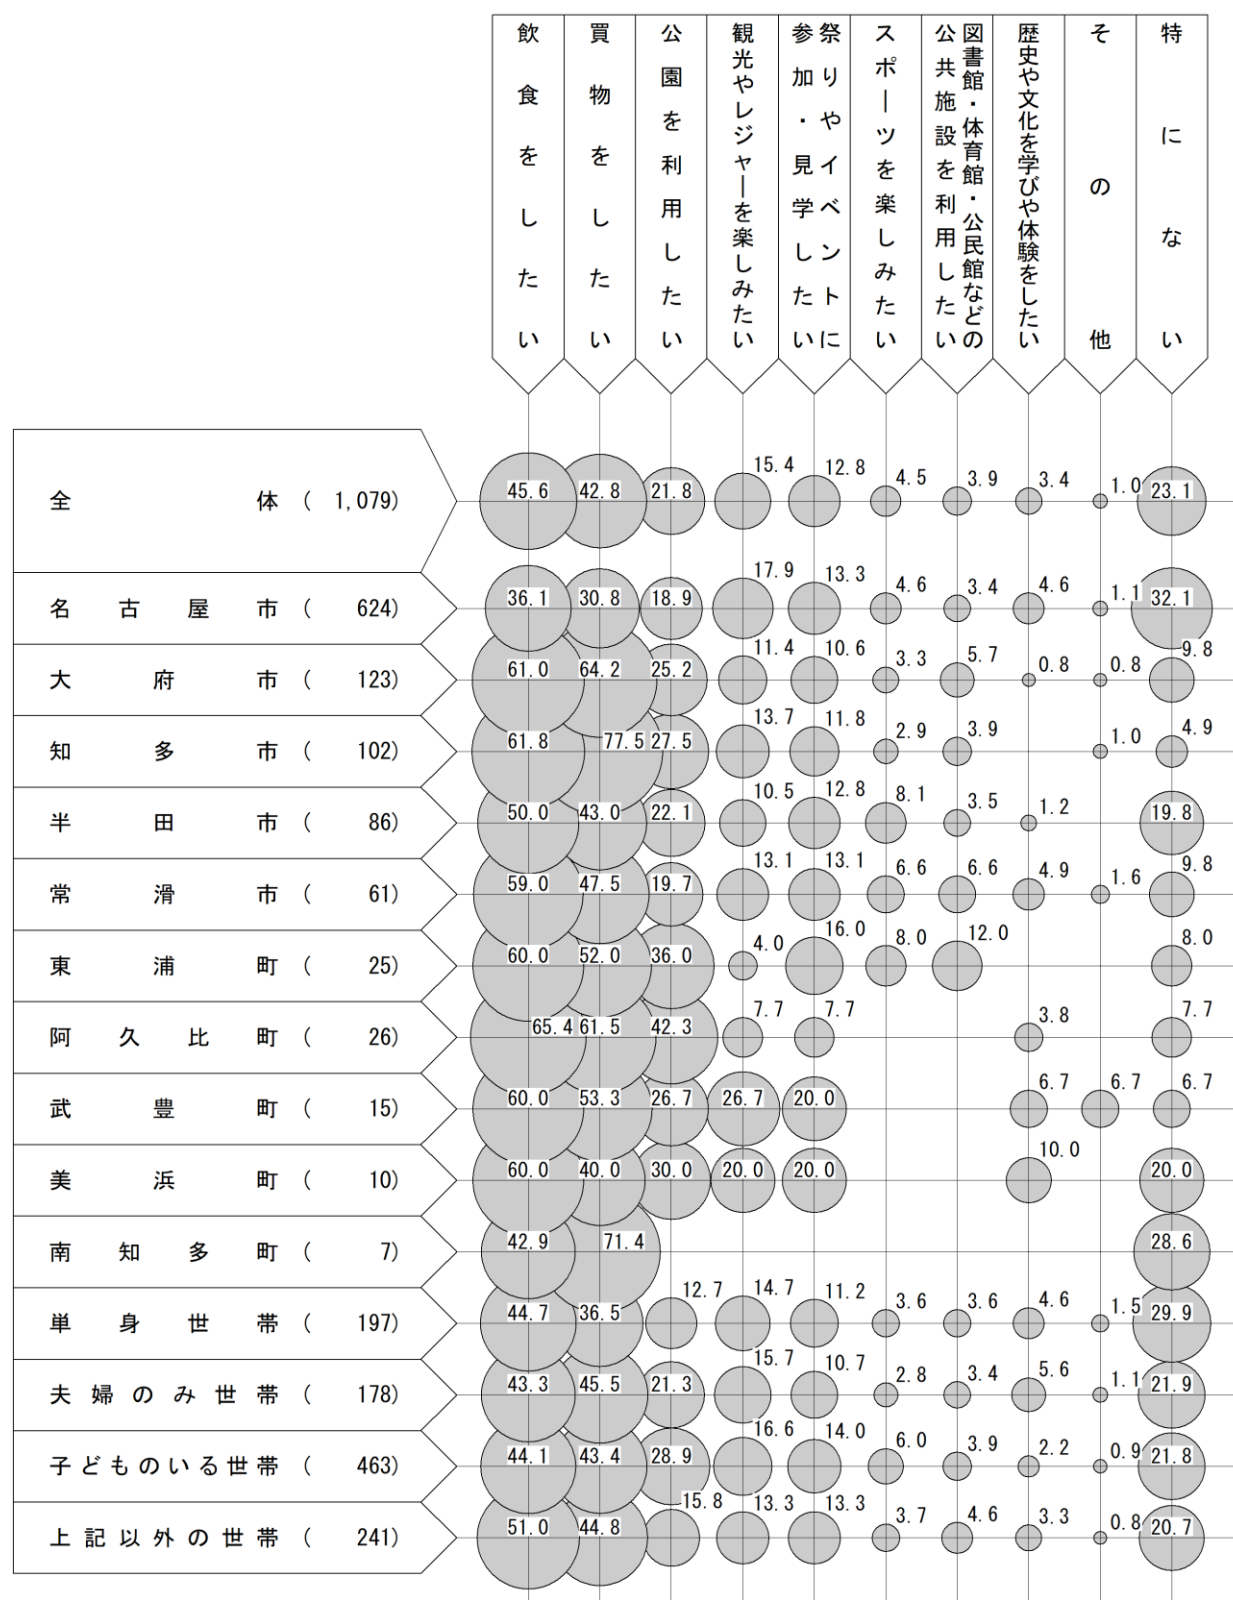 飲食をしたい
買物をしたい
公園を利用したい
観光やレジャーを楽しみたい
祭りやイベントに
参加・見学したい
スポーツを楽しみたい
図書館・体育館・公民館などの
公共施設を利用したい
歴史や文化を学びや体験をしたい
その他
特にない
全体 ( 1,079) 45.6 42.8 21.8 15.4 12.8 4.5 3.9 3.4 1.0 23.1
名古屋市 ( 624) 36.1 30.8 18.9 17.9 13.3 4.6 3.4 4.6 1.1 32.1
大府市 ( 123) 61.0 64.2 25.2 11.4 10.6 3.3 5.7 0.8 0.8 9.8
知多市 ( 102) 61.8 77.5 27.5 13.7 11.8 2.9 3.9 1.0 4.9
半田市 ( 86) 50.0 43.0 22.1 10.5 12.8 8.1 3.5 1.2 19.8
常滑市 ( 61) 59.0 47.5 19.7 13.1 13.1 6.6 6.6 4.9 1.6 9.8
東浦町 ( 25) 60.0 52.0 36.0 4.0 16.0 8.0 12.0 8.0
阿久比町 ( 26) 65.4 61.5 42.3 7.7 7.7 3.8 7.7
武豊町 ( 15) 60.0 53.3 26.7 26.7 20.0 6.7 6.7 6.7
美浜町 ( 10) 60.0 40.0 30.0 20.0 20.0 10.0 20.0
南知多町 ( 7) 42.9 71.4 28.6
単身世帯 ( 197) 44.7 36.5 12.7 14.7 11.2 3.6 3.6 4.6 1.5 29.9
夫婦のみ世帯 ( 178) 43.3 45.5 21.3 15.7 10.7 2.8 3.4 5.6 1.1 21.9
子どものいる世帯 ( 463) 44.1 43.4 28.9 16.6 14.0 6.0 3.9 2.2 0.9 21.8
上記以外の世帯 ( 241) 51.0 44.8 15.8 13.3 13.3 3.7 4.6 3.3 0.8 20.7